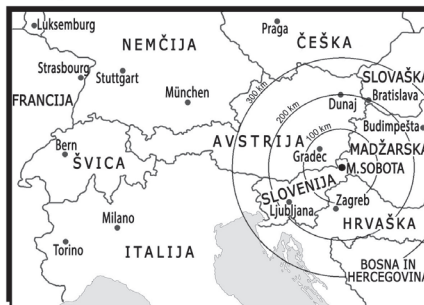 Luksemburg
Praga
NEMČIJA
ČEŠKA
Strasbourg
Stuttgart
300 km
SLOVAŠKA
FRANCIJA
München
Dunaj
Bratislava
200 km
Budimpešta
100 km
Bern
AVSTRIJA
Gradec
MADŽARSKA
ŠVICA
M.SOBOTA
SLOVENIJA
Milano
Ljubljana
Zagreb
HRVAŠKA
Torino
ITALIJA
BOSNA IN
HERCEGOVINA